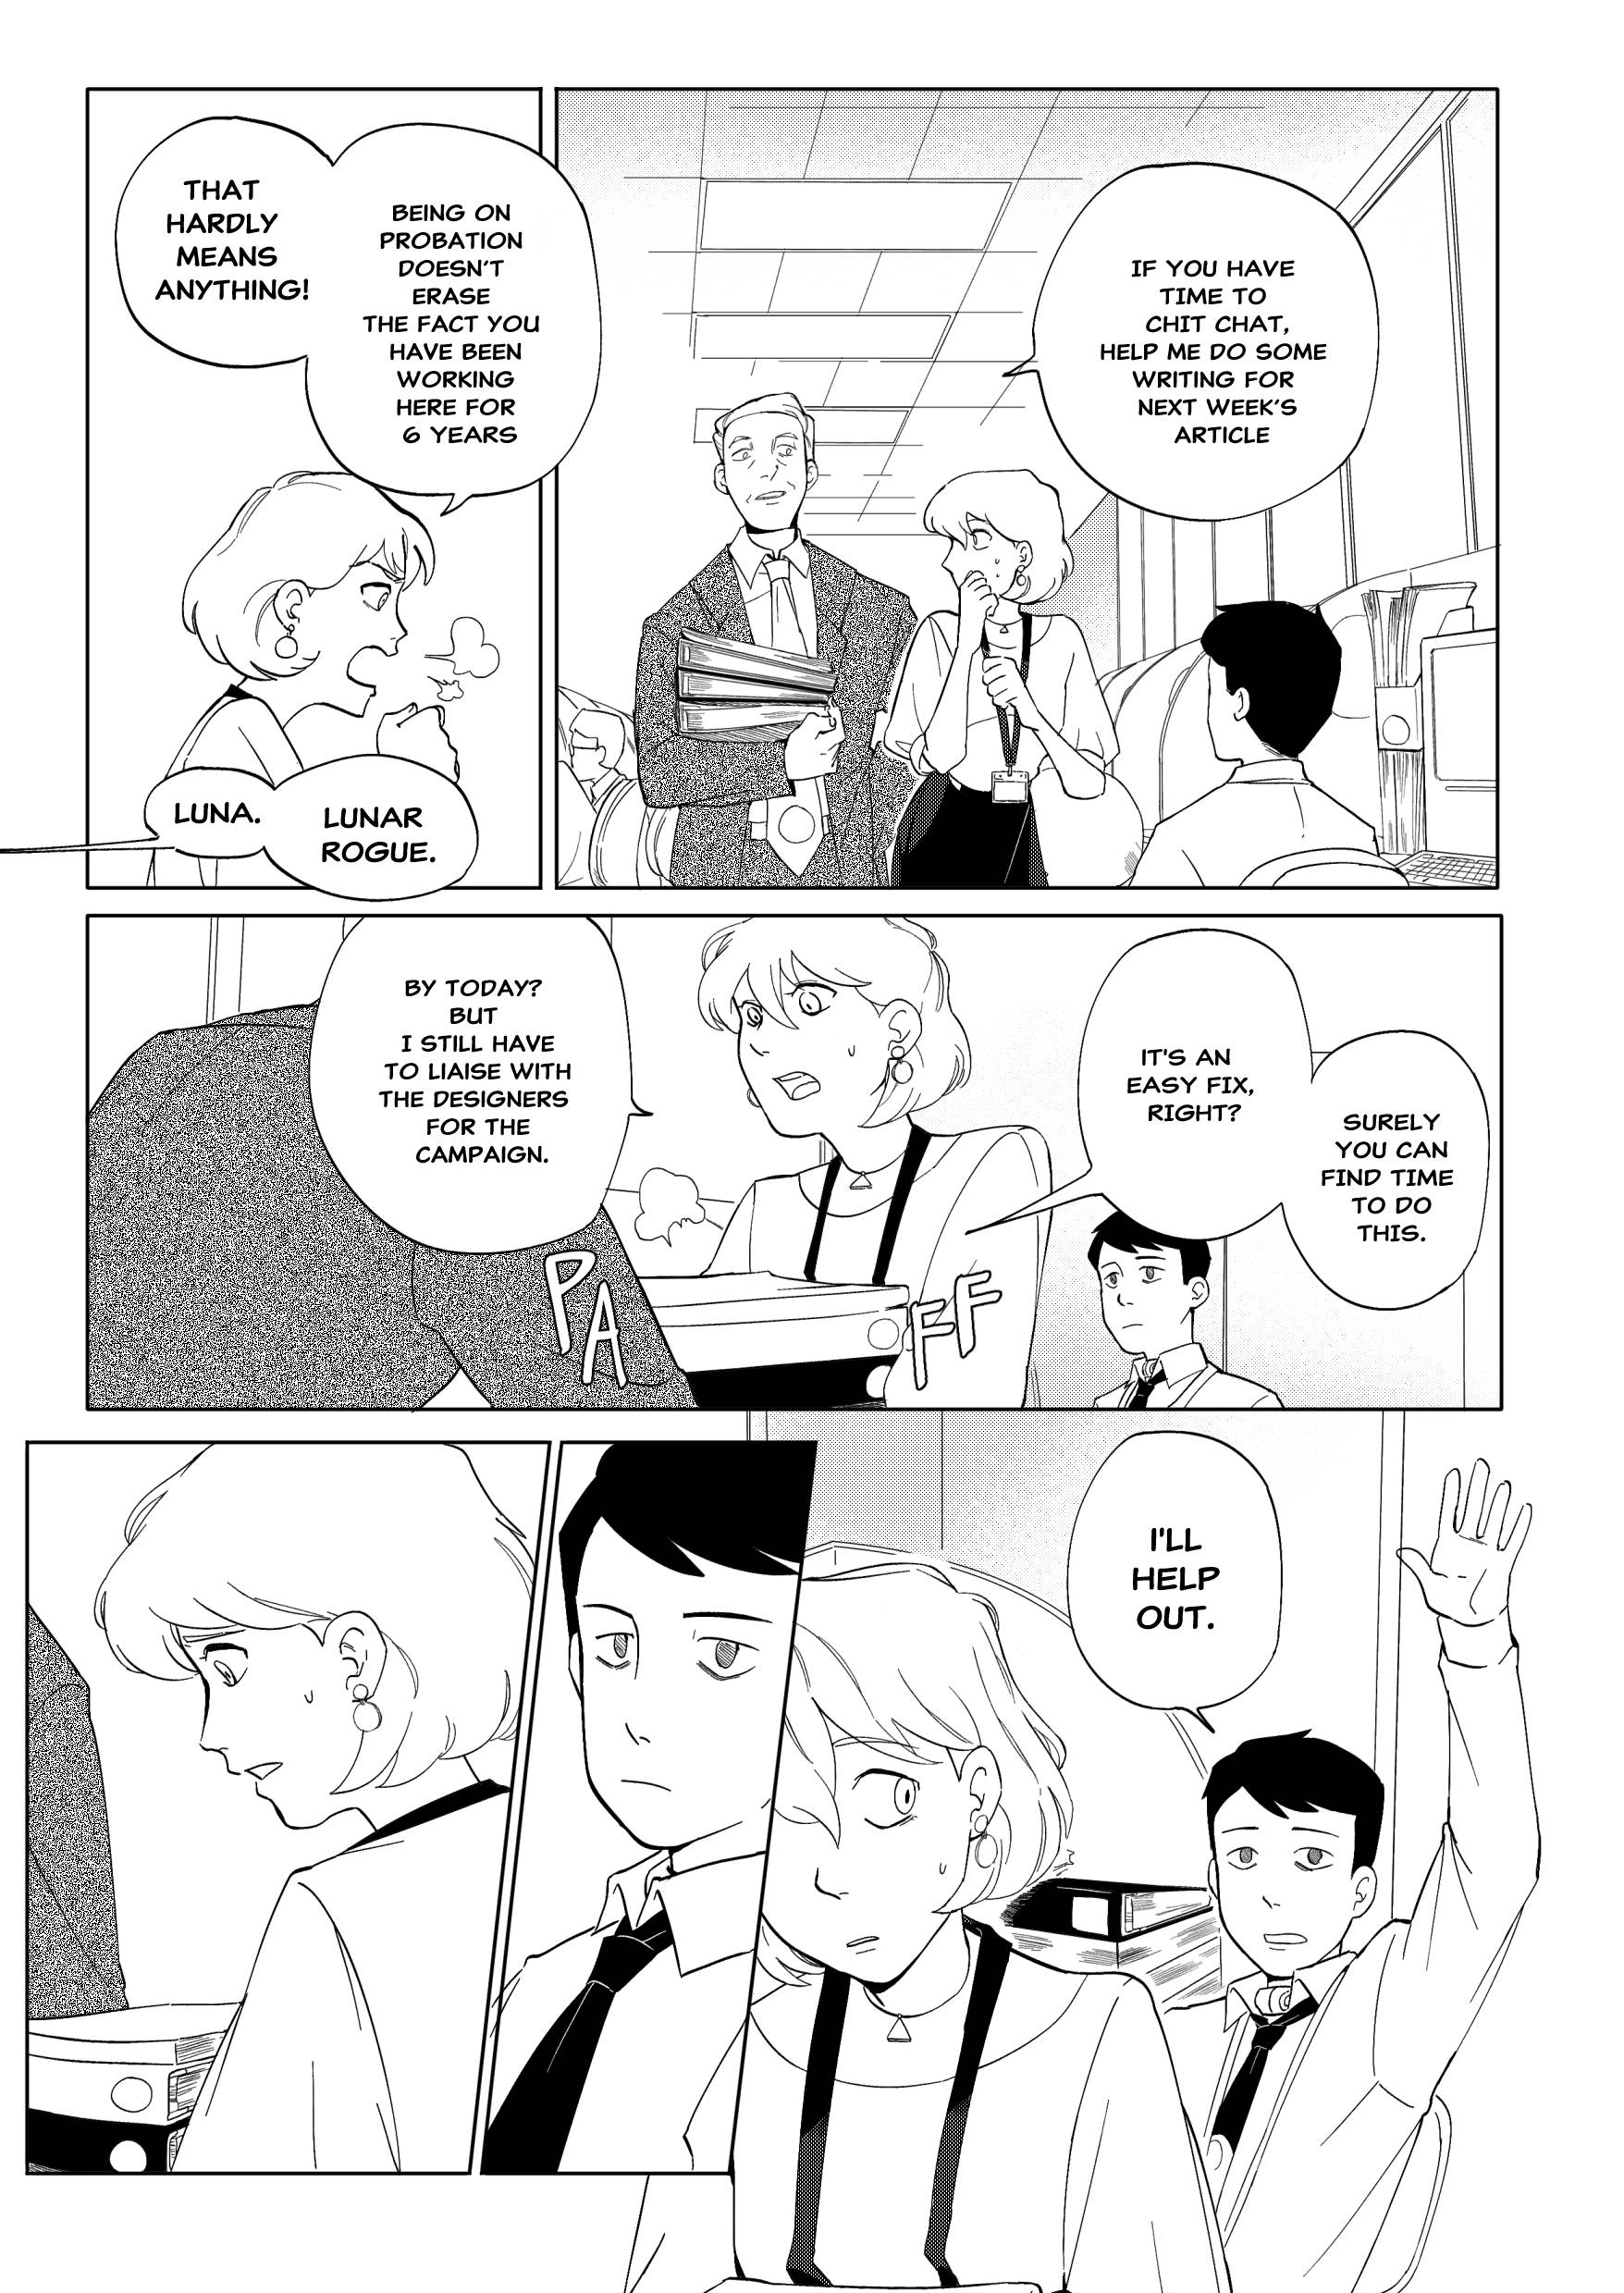 THAT
HARDLY
MEANS
ANYTHING!
BEING ON
PROBATION
DOESN'T
ERASE
THE FACT YOU
HAVE BEEN
WORKING
HERE FOR
6 YEARS
LUNA.
LUNAR
ROGUE.
IF YOU HAVE
TIME TO
CHIT CHAT,
HELP ME DO SOME
WRITING FOR
NEXT WEEK'S
ARTICLE
BY TODAY?
BUT
I STILL HAVE
TO LIAISE WITH
THE DESIGNERS
FOR THE
CAMPAIGN.
PAFF
IT'S AN
EASY FIX,
RIGHT?
SURELY
YOU CAN
FIND TIME
TO DO
THIS.
I'LL
HELP
OUT.